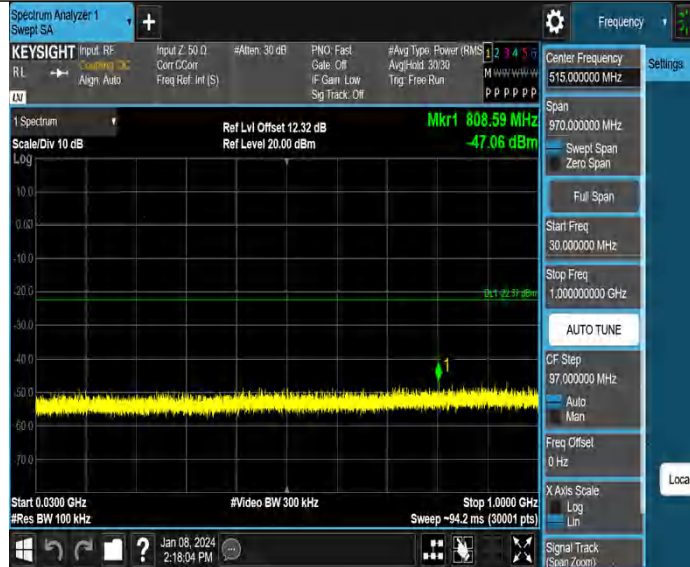 Spectrum Analyzer 1
Swept SA
+
Frequency
KEYSIGHT
RL
Input: RF
Coupling: DC
Align: Auto
Input Z: 50 Ω
Corr CCorr
Freq Ref: Int (S)
#Atten: 30 dB
PNO: Fast
Gate: Off
IF Gain: Low
Sig Track: Off
#Avg Type: Power (RMS
Avg|Hold: 30/30
Trig: Free Run
1 2 3 4 5 6
M W W W W W
P P P P P P
LXI
1 Spectrum
Scale/Div 10 dB
Ref Lvl Offset 12.32 dB
Ref Level 20.00 dBm
Mkr1 808.59 MHz
-47.06 dBm
Log
10.0
0.00
-10.0
-20.0
DL1 -22.57 dBm
-30.0
-40.0
1
-50.0
-60.0
-70.0
Start 0.0300 GHz
#Res BW 100 kHz
#Video BW 300 kHz
Stop 1.0000 GHz
Sweep ~94.2 ms (30001 pts)
?
Jan 08, 2024
2:18:04 PM
Center Frequency
515.000000 MHz
Settings
Span
970.000000 MHz
Swept Span
Zero Span
Full Span
Start Freq
30.000000 MHz
Stop Freq
1.000000000 GHz
AUTO TUNE
CF Step
97.000000 MHz
Auto
Man
Freq Offset
0 Hz
Loca
X Axis Scale
Log
Lin
Signal Track
(Span Zoom)